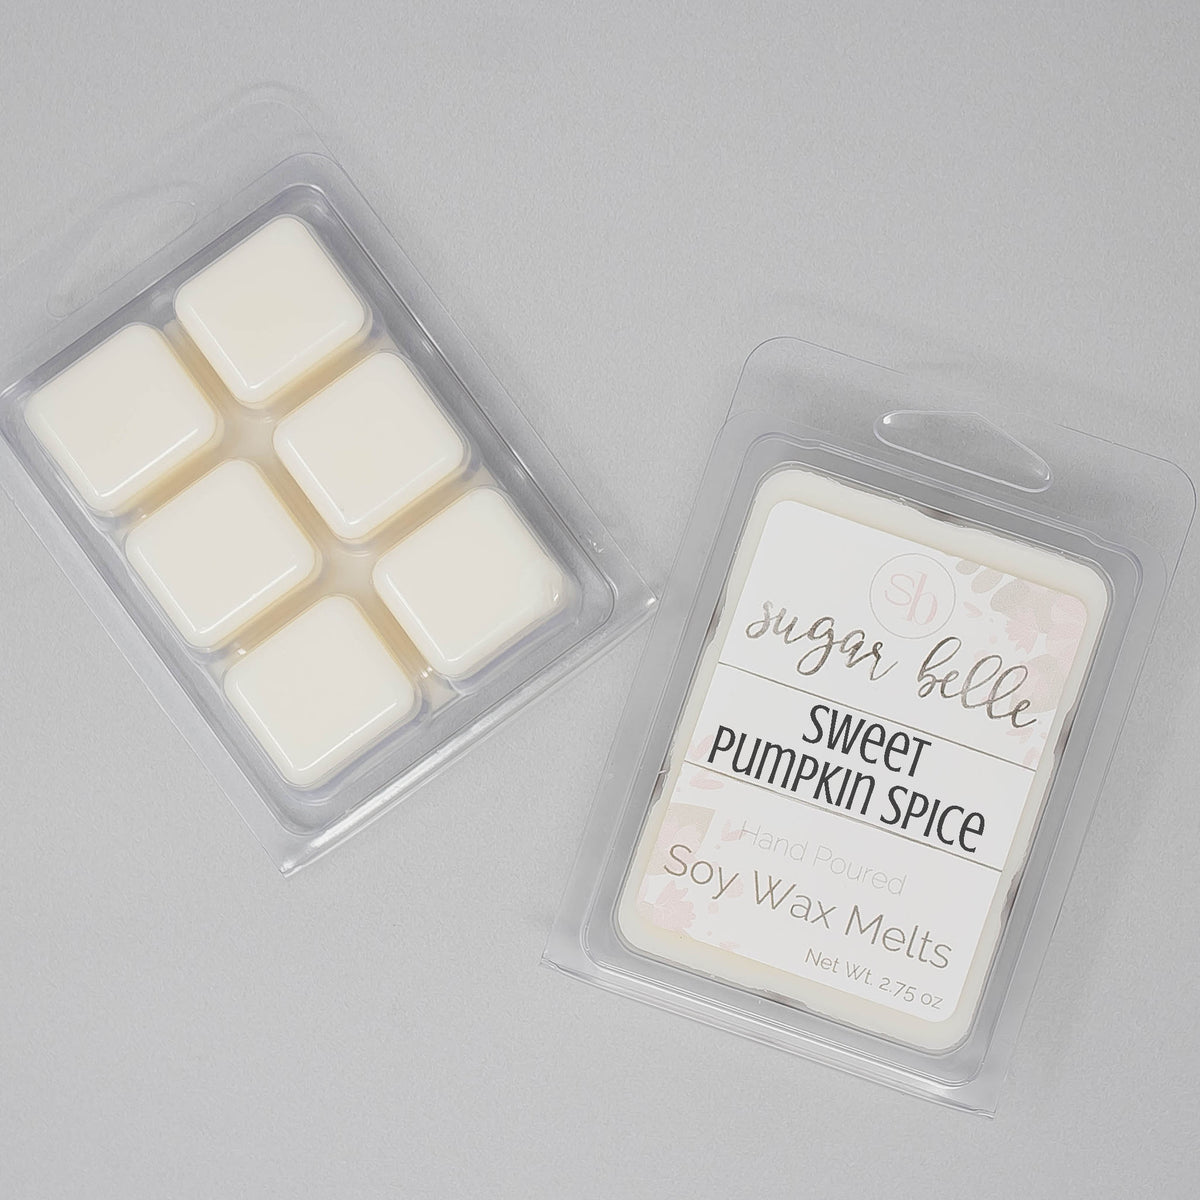 sb
sugar belle
SWEET
PUMPKIN SPICE
Hand Poured
Soy Wax Melts
Net Wt. 2.75 oz